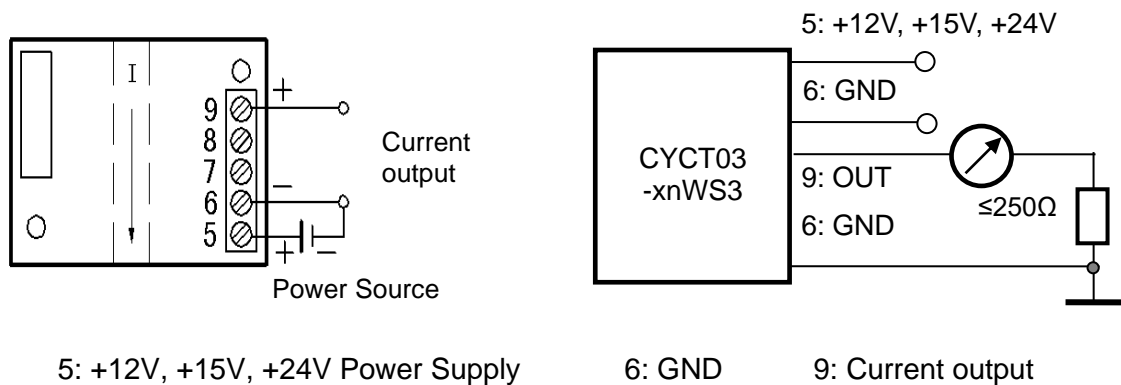 I
9
8
7
6
5
+
−
+
−
Current
output
Power Source
5: +12V, +15V, +24V
6: GND
CYCT03
-xnWS3
9: OUT
≤250Ω
6: GND
5: +12V, +15V, +24V Power Supply 6: GND 9: Current output